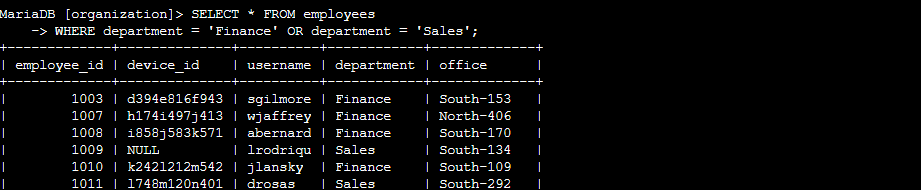 MariaDB [organization]> SELECT * FROM employees
    -> WHERE department = 'Finance' OR department = 'Sales';
+-------------+--------------+----------+------------+-------------+
| employee_id | device_id    | username | department | office      |
+-------------+--------------+----------+------------+-------------+
|        1003 | d394e816f943 | sgilmore | Finance    | South-153   |
|        1007 | h174i497j413 | wjaffrey | Finance    | North-406   |
|        1008 | i858j583k571 | abernard | Finance    | South-170   |
|        1009 | NULL         | lrodriqu | Sales      | South-134   |
|        1010 | k242l212m542 | jlansky  | Finance    | South-109   |
|        1011 | l748m120n401 | drosas   | Sales      | South-292   |